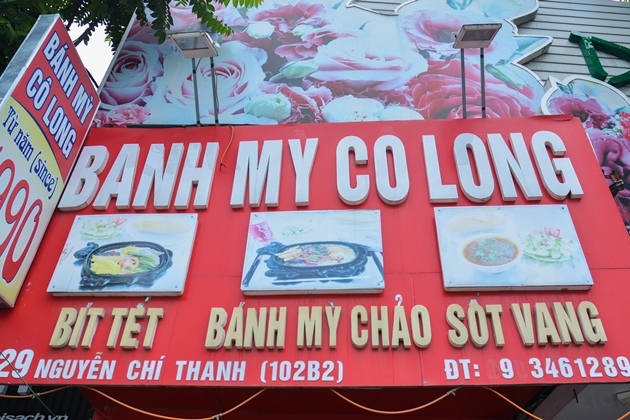 BÁNH MỲ
CÔ LONG
Từ năm (Since)
1990
BANH MY CO LONG
BÍT TẾT
BÁNH MỲ CHẢO
SỐT VANG
29 NGUYỄN CHÍ THANH (102B2)
ĐT: 9 3461289